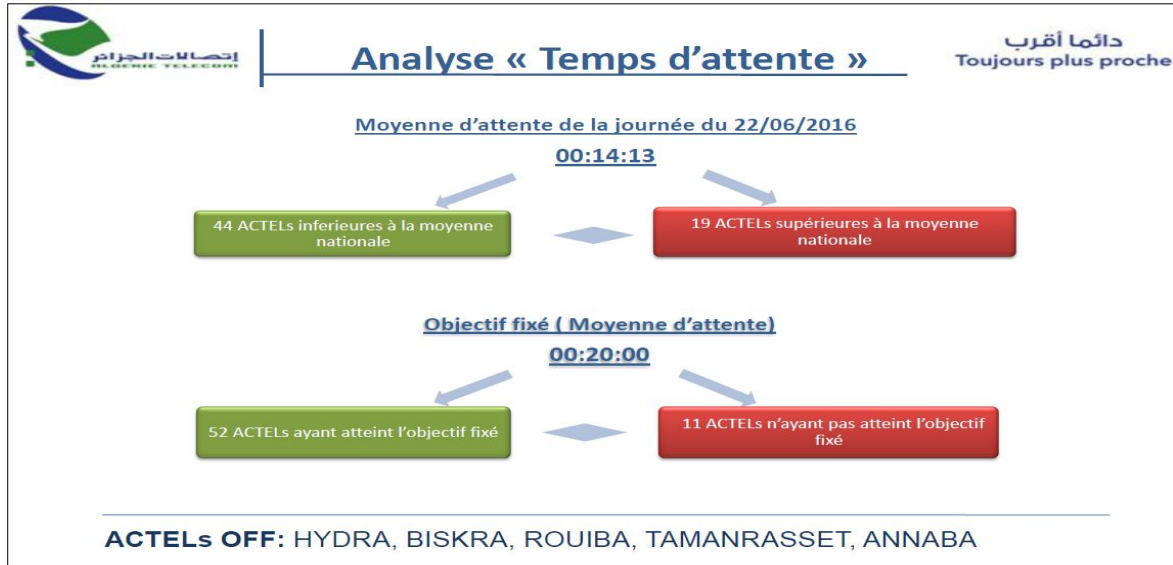 إتصالات الجزائر
ALGERIE TELECOM
Analyse « Temps d'attente »
دائما أقرب
Toujours plus proche
Moyenne d'attente de la journée du 22/06/2016
00:14:13
44 ACTELs inferieures à la moyenne
nationale
19 ACTELs supérieures à la moyenne
nationale
Objectif fixé ( Moyenne d'attente)
00:20:00
52 ACTELs ayant atteint l'objectif fixé
11 ACTELs n'ayant pas atteint l'objectif
fixé
ACTELs OFF: HYDRA, BISKRA, ROUIBA, TAMANRASSET, ANNABA